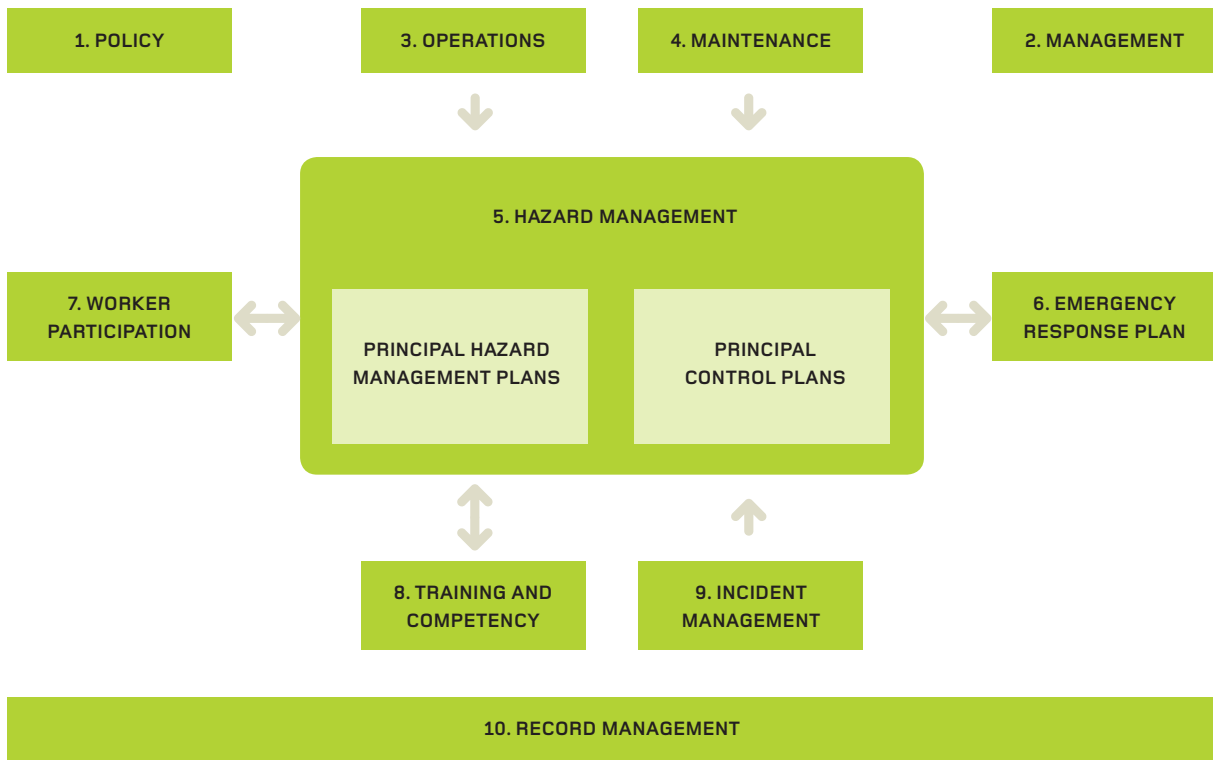 1. POLICY
3. OPERATIONS
4. MAINTENANCE
2. MANAGEMENT
5. HAZARD MANAGEMENT
7. WORKER
PARTICIPATION
PRINCIPAL HAZARD
MANAGEMENT PLANS
PRINCIPAL
CONTROL PLANS
6. EMERGENCY
RESPONSE PLAN
8. TRAINING AND
COMPETENCY
9. INCIDENT
MANAGEMENT
10. RECORD MANAGEMENT